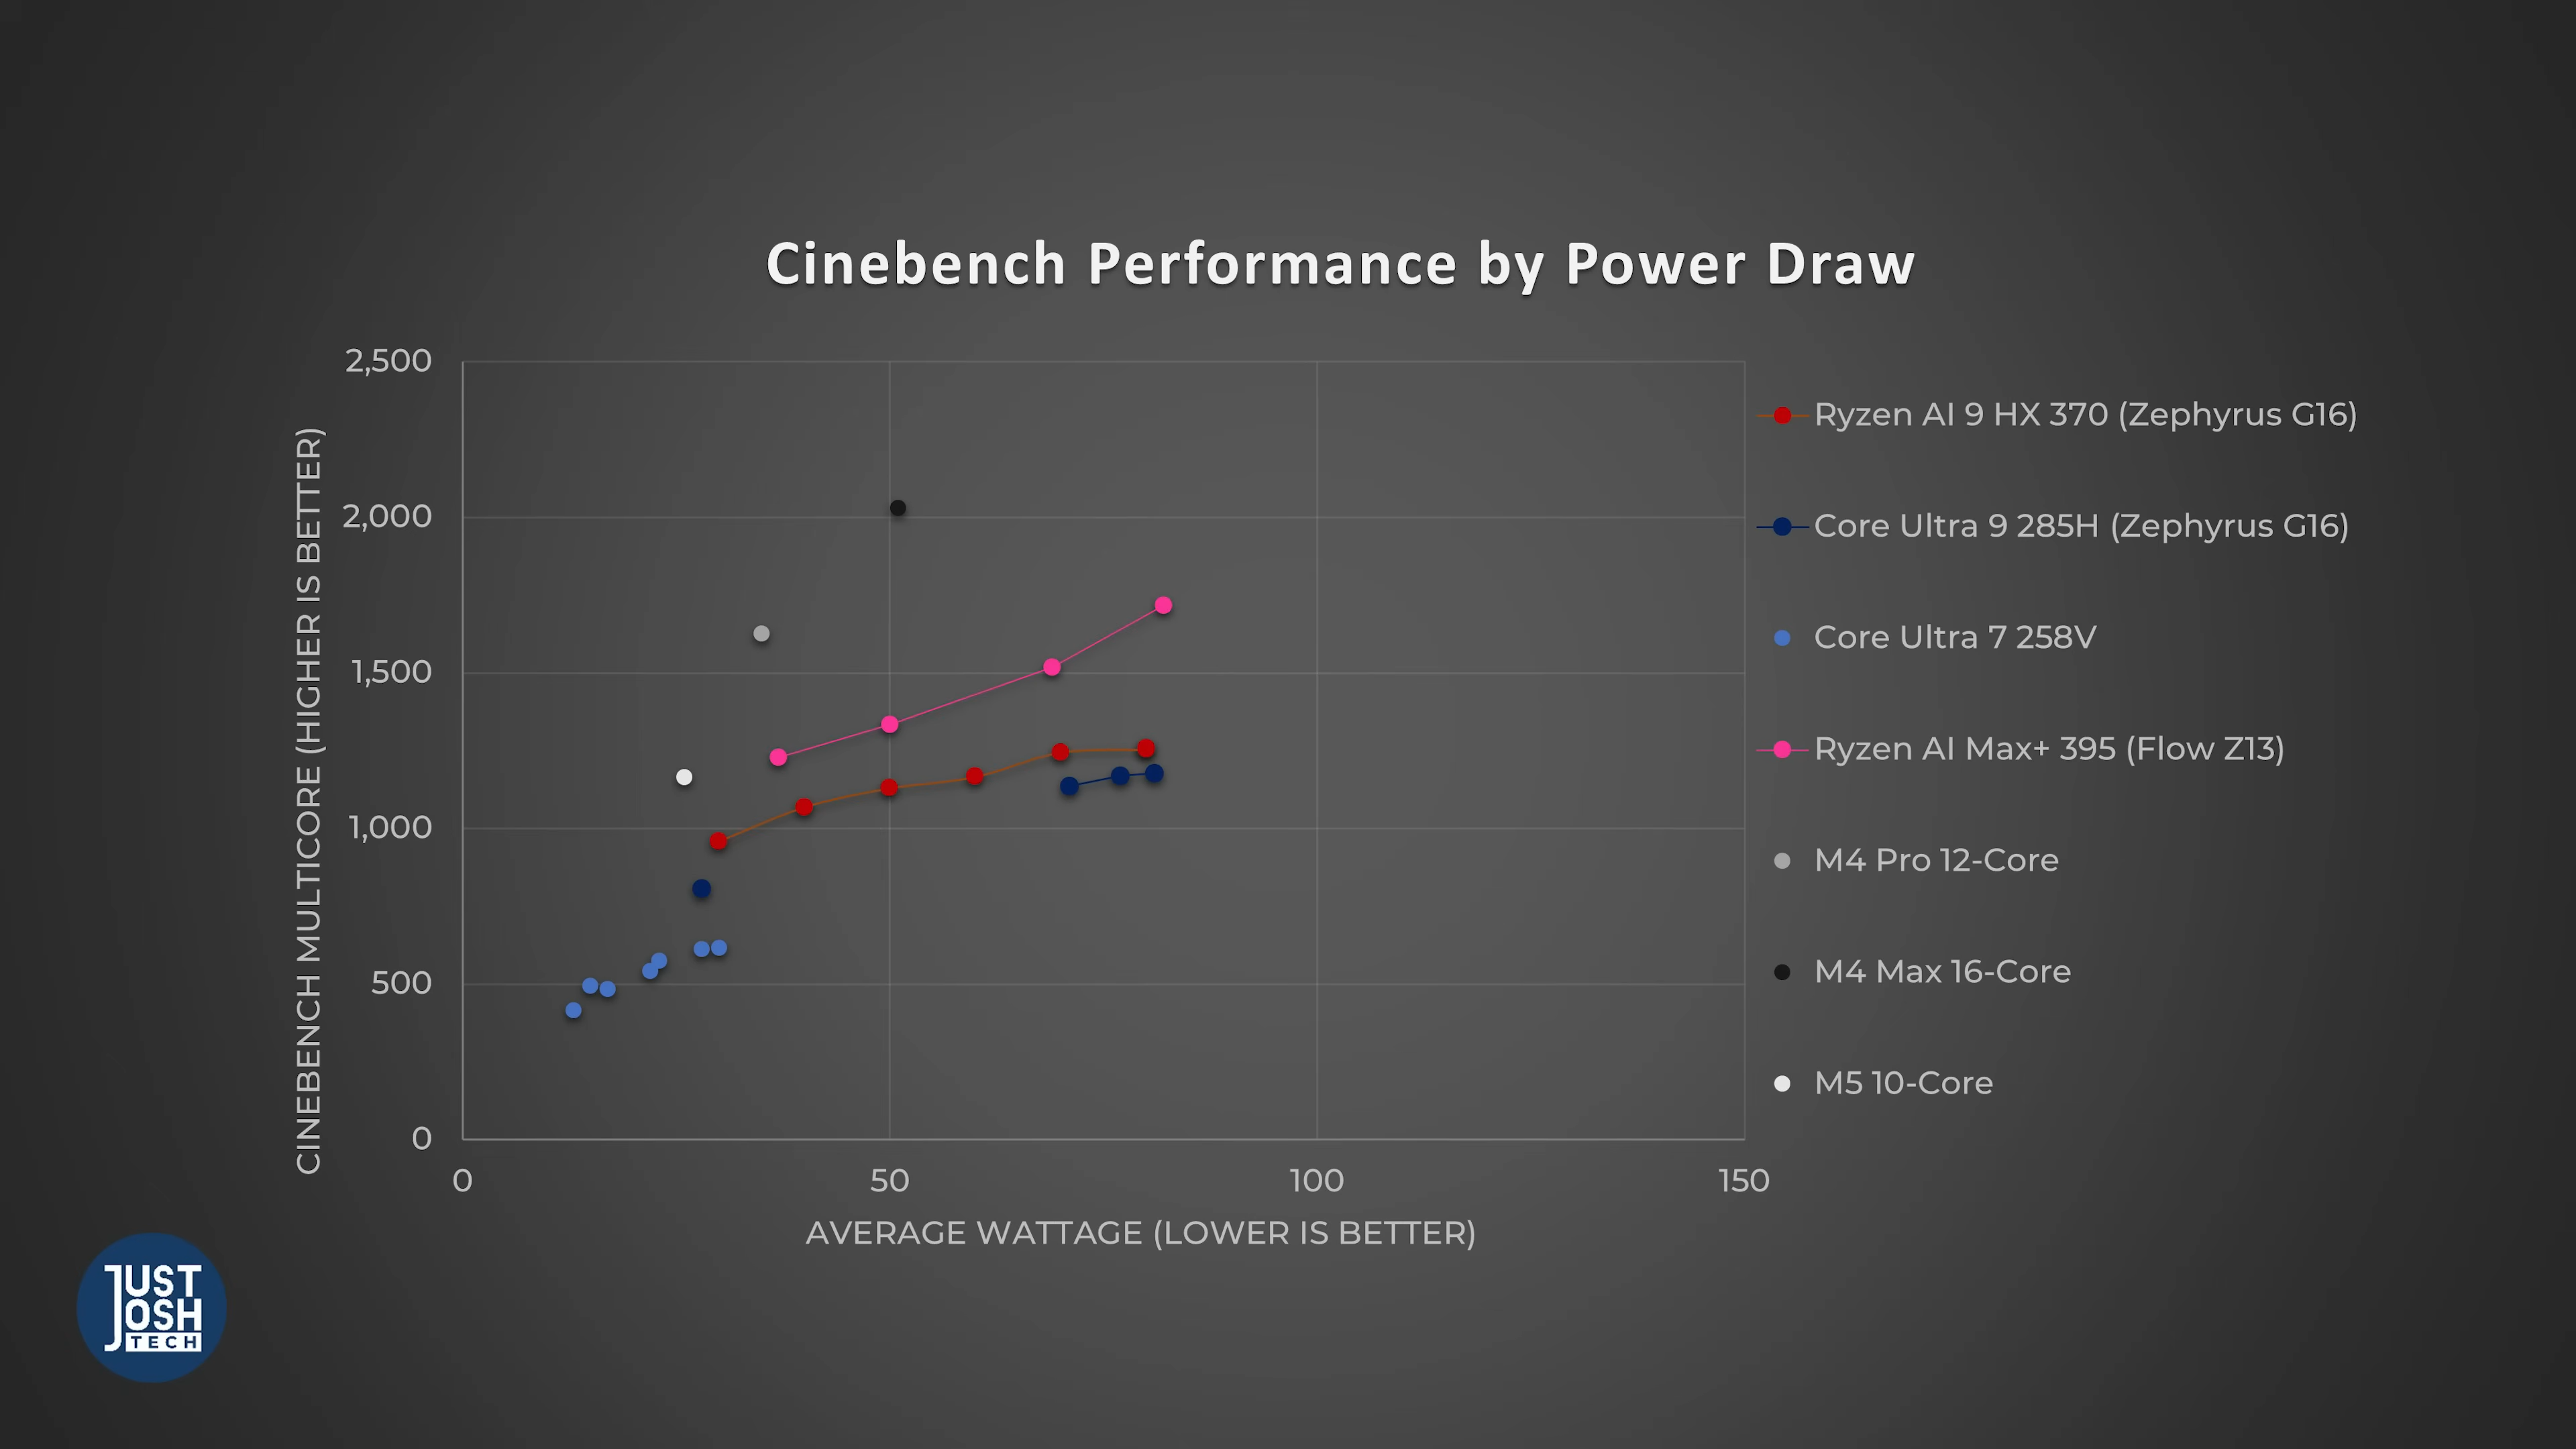 Cinebench Performance by Power Draw
CINEBENCH MULTICORE (HIGHER IS BETTER)
2,500
2,000
1,500
1,000
500
0
0
50
100
150
AVERAGE WATTAGE (LOWER IS BETTER)
Ryzen AI 9 HX 370 (Zephyrus G16)
Core Ultra 9 285H (Zephyrus G16)
Core Ultra 7 258V
Ryzen AI Max+ 395 (Flow Z13)
M4 Pro 12-Core
M4 Max 16-Core
M5 10-Core
JUST
JOSH
TECH